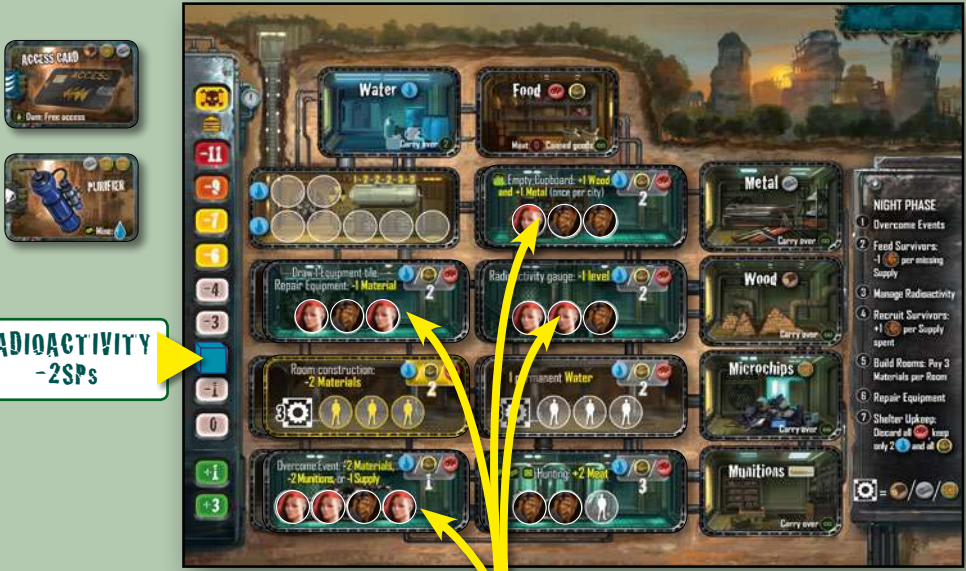 ACCESS CARD
ACCESS
Dam: Free access
PURIFIER
Mine:
ADIOACTIVITY
-2SPs
-11
-9
-7
-6
-4
-3
-1
0
+1
+3
Water
Carry over 2
Food
Meat 0 Canned goods ∞
1-2-2-2-3-3
Empty Cupboard: +1 Wood
and +1 Metal (once per city)
2
Metal
Carry over ∞
Draw 1 Equipment tile
Repair Equipment: -1 Material
2
Radioactivity gauge: -1 level
2
Wood
Carry over ∞
Room construction:
-2 Materials
2
3
1 permanent Water
2
3
Microchips
Carry over ∞
Overcome Event: -2 Materials,
-2 Munitions, or -1 Supply
1
Hunting: +2 Meat
3
Munitions
Carry over ∞
NIGHT PHASE
1 Overcome Events
2 Feed Survivors:
-1 per missing
Supply
3 Manage Radioactivity
4 Recruit Survivors:
+1 per Supply
spent
5 Build Rooms: Pay 3
Materials per Room
6 Repair Equipment
7 Shelter Upkeep:
Discard all keep
only 2 and all
= / /